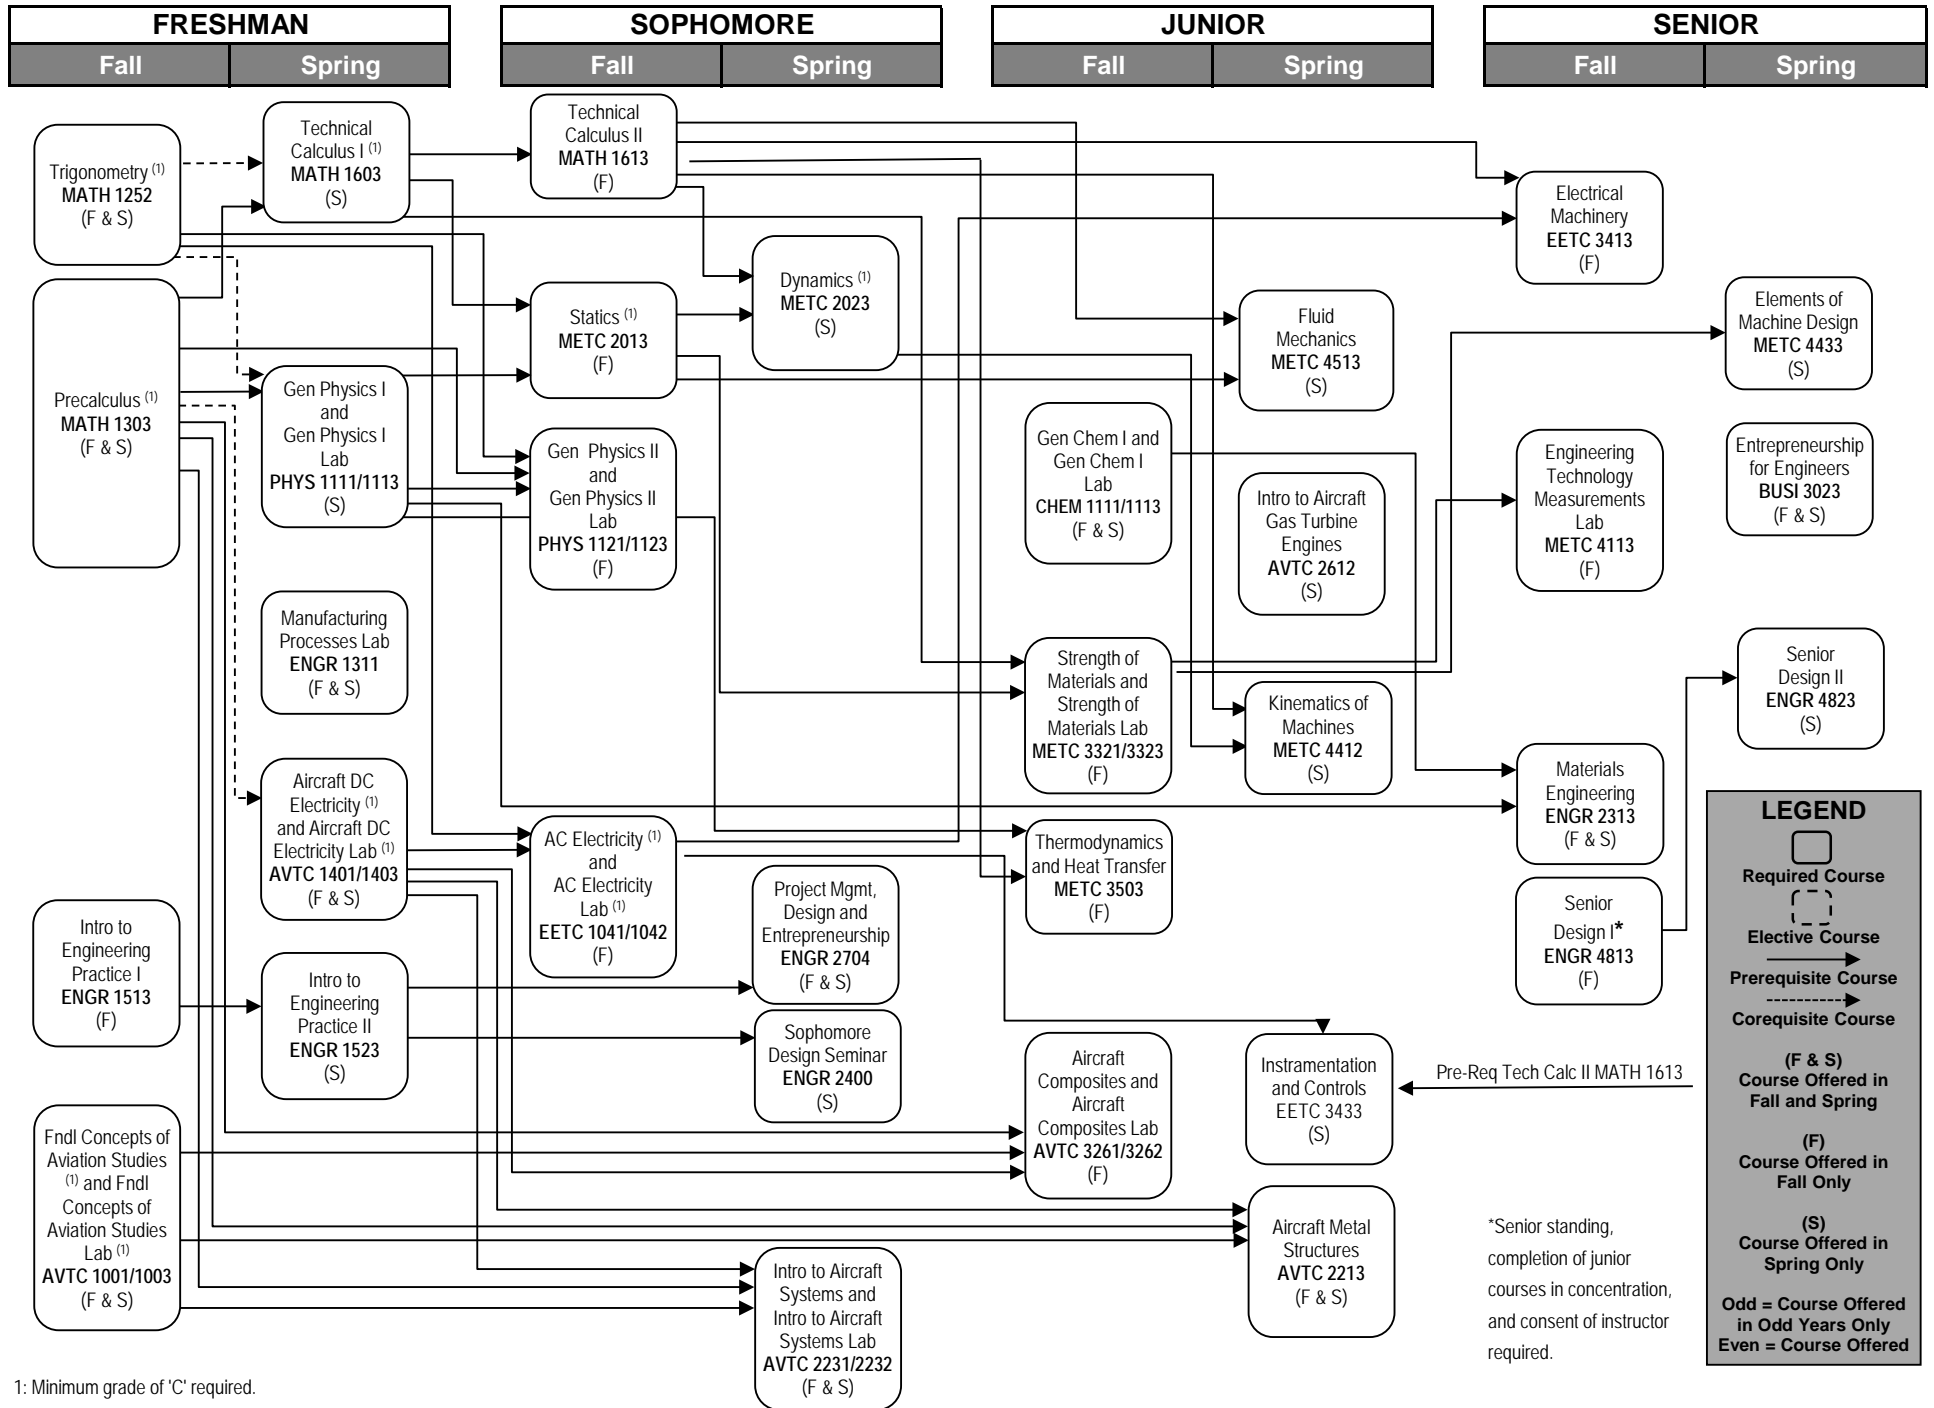 FRESHMAN
Fall
Spring
SOPHOMORE
Fall
Spring
JUNIOR
Fall
Spring
SENIOR
Fall
Spring
Trigonometry (1)
MATH 1252
(F & S)
Precalculus (1)
MATH 1303
(F & S)
Intro to
Engineering
Practice I
ENGR 1513
(F)
Fndl Concepts of
Aviation Studies
(1) and Fndl
Concepts of
Aviation Studies
Lab (1)
AVTC 1001/1003
(F & S)
Technical
Calculus I (1)
MATH 1603
(S)
Gen Physics I
and
Gen Physics I
Lab
PHYS 1111/1113
(S)
Manufacturing
Processes Lab
ENGR 1311
(F & S)
Aircraft DC
Electricity (1)
and Aircraft DC
Electricity Lab (1)
AVTC 1401/1403
(F & S)
Intro to
Engineering
Practice II
ENGR 1523
(S)
Technical
Calculus II
MATH 1613
(F)
Statics (1)
METC 2013
(F)
Gen  Physics II
and
Gen Physics II
Lab
PHYS 1121/1123
(F)
AC Electricity (1)
and
AC Electricity
Lab (1)
EETC 1041/1042
(F)
Dynamics (1)
METC 2023
(S)
Project Mgmt,
Design and
Entrepreneurship
ENGR 2704
(F & S)
Sophomore
Design Seminar
ENGR 2400
(S)
Intro to Aircraft
Systems and
Intro to Aircraft
Systems Lab
AVTC 2231/2232
(F & S)
Gen Chem I and
Gen Chem I
Lab
CHEM 1111/1113
(F & S)
Strength of
Materials and
Strength of
Materials Lab
METC 3321/3323
(F)
Thermodynamics
and Heat Transfer
METC 3503
(F)
Aircraft
Composites and
Aircraft
Composites Lab
AVTC 3261/3262
(F)
Fluid
Mechanics
METC 4513
(S)
Intro to Aircraft
Gas Turbine
Engines
AVTC 2612
(S)
Kinematics of
Machines
METC 4412
(S)
Instramentation
and Controls
EETC 3433
(S)
Pre-Req Tech Calc II MATH 1613
Aircraft Metal
Structures
AVTC 2213
(F & S)
Electrical
Machinery
EETC 3413
(F)
Engineering
Technology
Measurements
Lab
METC 4113
(F)
Materials
Engineering
ENGR 2313
(F & S)
Senior
Design I*
ENGR 4813
(F)
Elements of
Machine Design
METC 4433
(S)
Entrepreneurship
for Engineers
BUSI 3023
(F & S)
Senior
Design II
ENGR 4823
(S)
*Senior standing,
completion of junior
courses in concentration,
and consent of instructor
required.
LEGEND
Required Course
Elective Course
Prerequisite Course
Corequisite Course
(F & S)
Course Offered in
Fall and Spring
(F)
Course Offered in
Fall Only
(S)
Course Offered in
Spring Only
Odd = Course Offered
in Odd Years Only
Even = Course Offered
1: Minimum grade of 'C' required.